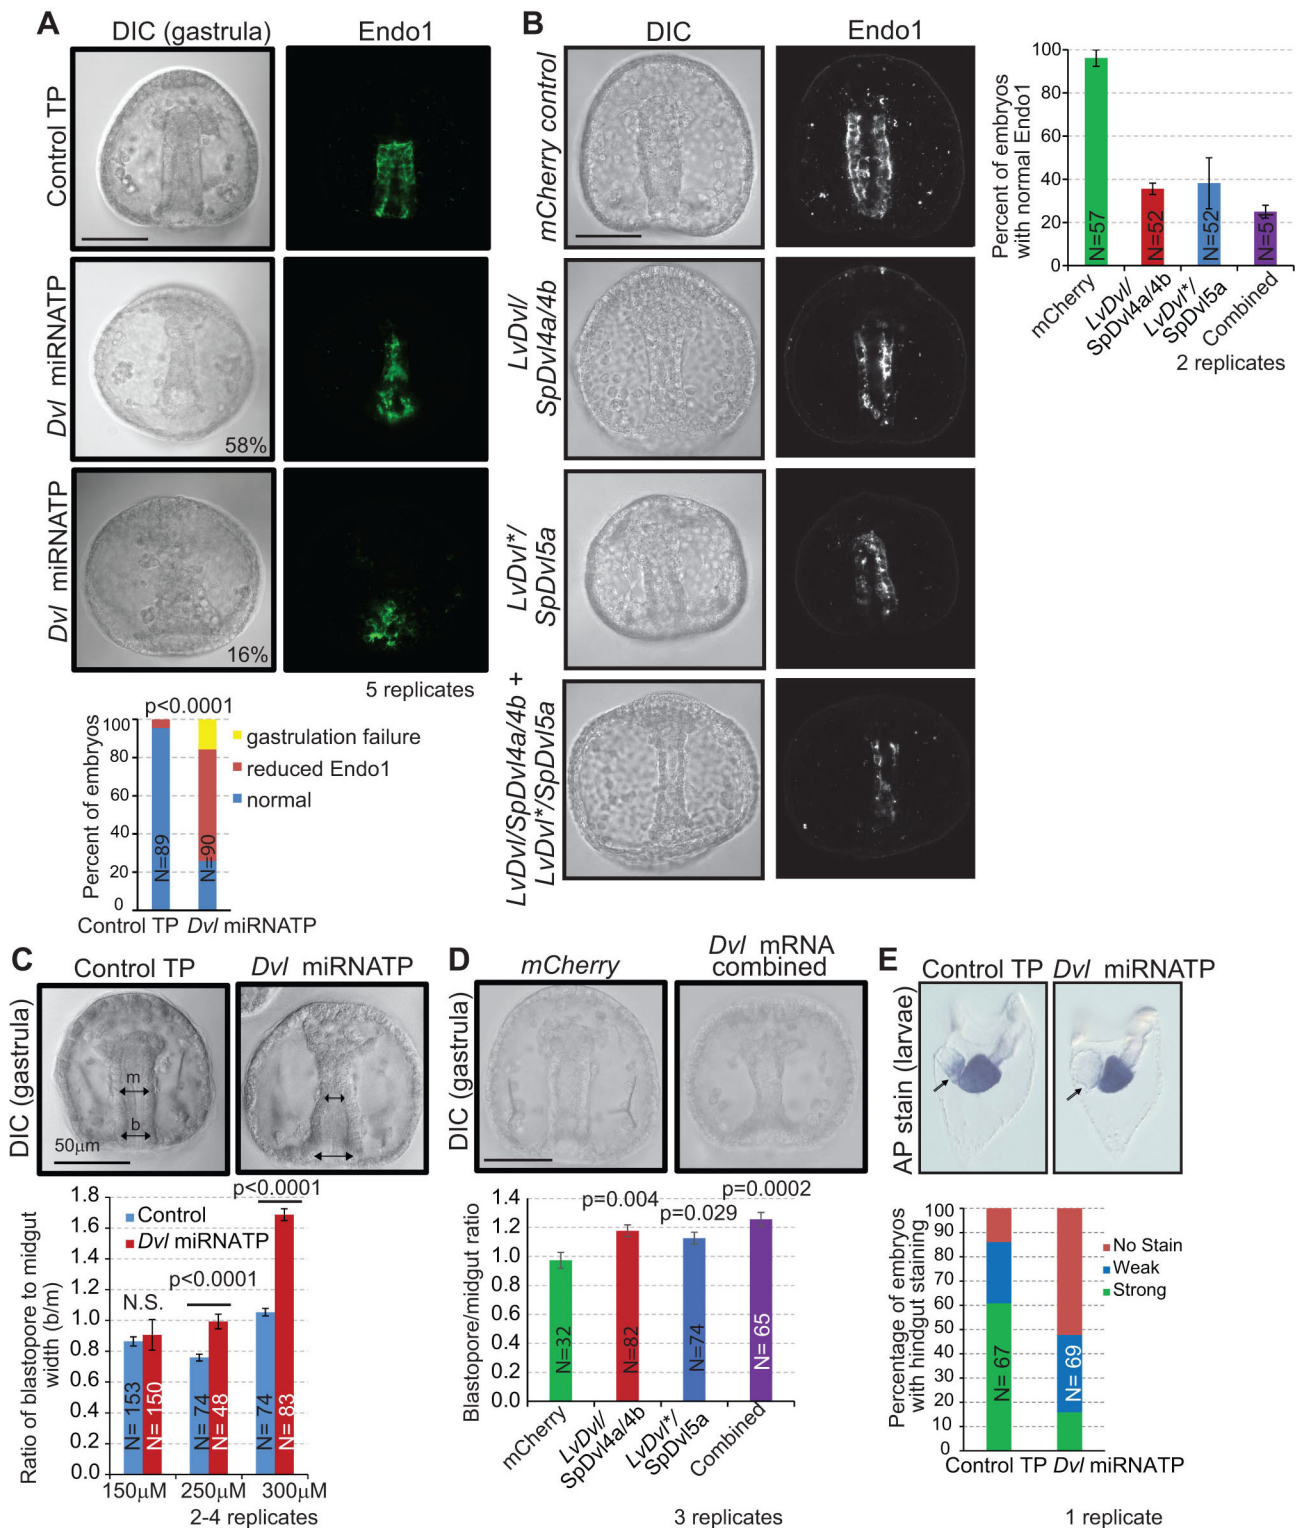 A
DIC (gastrula)
Endo1
Control TP
Dvl miRNATP
58%
Dvl miRNATP
16%
5 replicates
p<0.0001
Percent of embryos
100
80
60
40
20
0
N=89
N=90
gastrulation failure
reduced Endo1
normal
Control TP
Dvl miRNATP
B
DIC
Endo1
mCherry control
LvDvl/
SpDvl4a/4b
LvDvl*/
SpDvl5a
LvDvl/SpDvl4a/4b +
LvDvl*/SpDvl5a
Percent of embryos
with normal Endo1
100
80
60
40
20
0
N=57
N=52
N=52
N=51
mCherry
LvDvl/
SpDvl4a/4b
LvDvl*/
SpDvl5a
Combined
2 replicates
C
Control TP
Dvl miRNATP
DIC (gastrula)
m
b
50µm
Ratio of blastopore to midgut
width (b/m)
1.8
1.6
1.4
1.2
1.0
0.8
0.6
0.4
0.2
0.0
Control
Dvl miRNATP
N.S.
p<0.0001
p<0.0001
N= 153
N= 150
N= 74
N= 48
N= 74
N= 83
150µM
250µM
300µM
2-4 replicates
D
mCherry
Dvl mRNA
combined
DIC (gastrula)
Blastopore/midgut ratio
1.4
1.2
1.0
0.8
0.6
0.4
0.2
0.0
p=0.004
p=0.029
p=0.0002
N=32
N=82
N=74
N= 65
mCherry
LvDvl/
SpDvl4a/4b
LvDvl*/
SpDvl5a
Combined
3 replicates
E
Control TP
Dvl miRNATP
AP stain (larvae)
Percentage of embryos
with hindgut staining
100
90
80
70
60
50
40
30
20
10
0
N= 67
N= 69
No Stain
Weak
Strong
Control TP
Dvl miRNATP
1 replicate